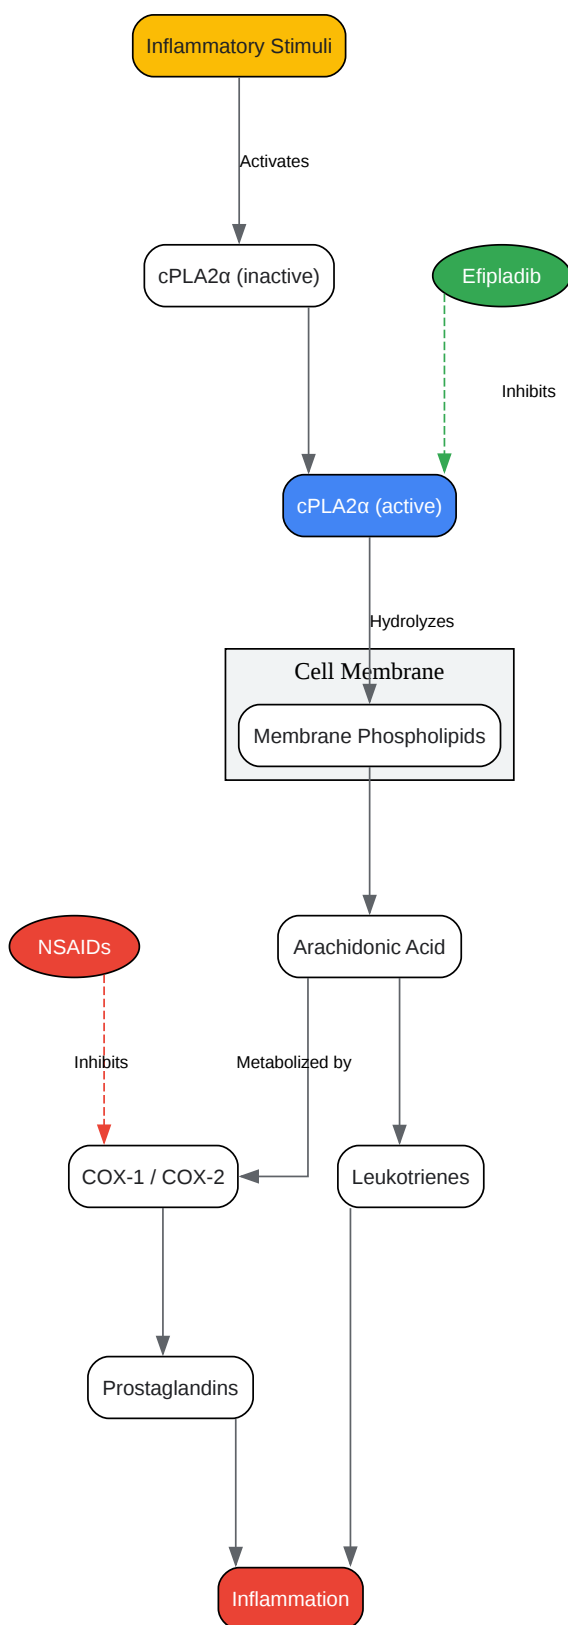 Inflammatory Stimuli
Activates
cPLA2α (inactive)
Efipladib
Inhibits
cPLA2α (active)
Hydrolyzes
Cell Membrane
Membrane Phospholipids
NSAIDs
Arachidonic Acid
Inhibits
Metabolized by
COX-1 / COX-2
Leukotrienes
Prostaglandins
Inflammation